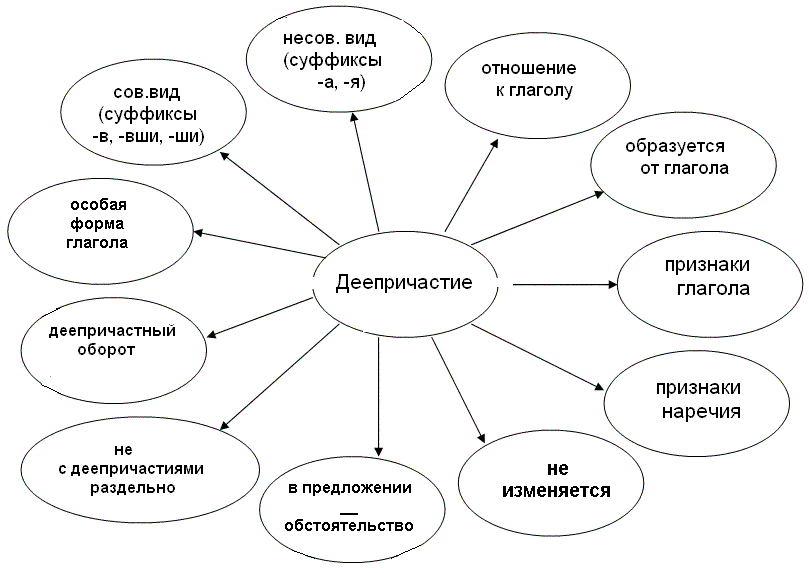 несов. вид
(суффиксы
-а, -я)
отношение
к глаголу
сов.вид
(суффиксы
-в, -вши, -ши)
образуется
от глагола
особая
форма
глагола
Деепричастие
признаки
глагола
деепричастный
оборот
признаки
наречия
не
с деепричастиями
раздельно
в предложении
—
обстоятельство
не
изменяется